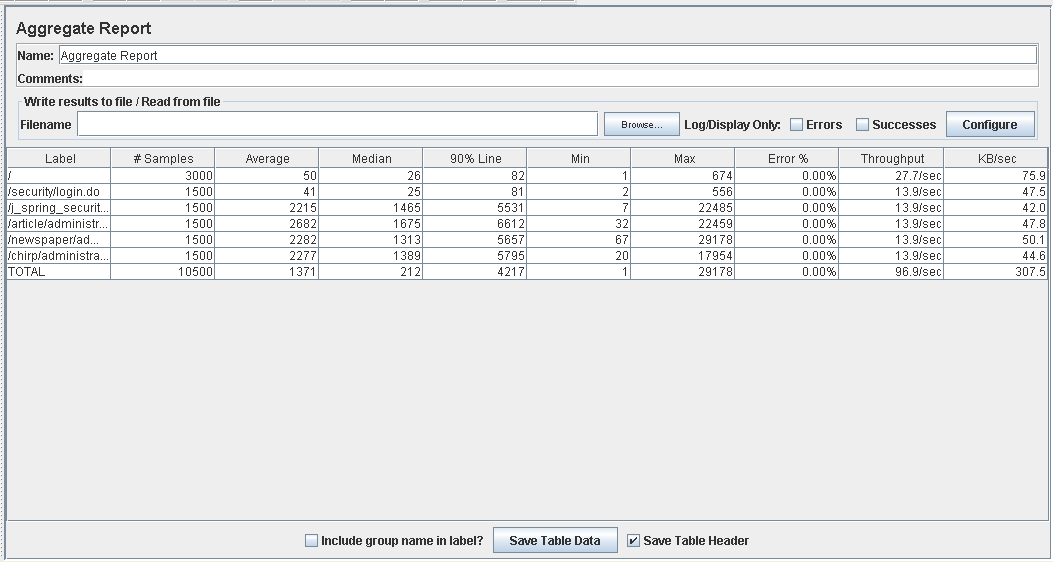 Aggregate Report
Name: Aggregate Report
Comments:
Write results to file / Read from file
Filename Browse... Log/Display Only: Errors Successes Configure
Label # Samples Average Median 90% Line Min Max Error % Throughput KB/sec
/ 3000 50 26 82 1 674 0.00% 27.7/sec 75.9
/security/login.do 1500 41 25 81 2 556 0.00% 13.9/sec 47.5
/j_spring_securit... 1500 2215 1465 5531 7 22485 0.00% 13.9/sec 42.0
/article/administr... 1500 2682 1675 6612 32 22459 0.00% 13.9/sec 47.8
/newspaper/ad... 1500 2282 1313 5657 67 29178 0.00% 13.9/sec 50.1
/chirp/administra... 1500 2277 1389 5795 20 17954 0.00% 13.9/sec 44.6
TOTAL 10500 1371 212 4217 1 29178 0.00% 96.9/sec 307.5
Include group name in label? Save Table Data Save Table Header